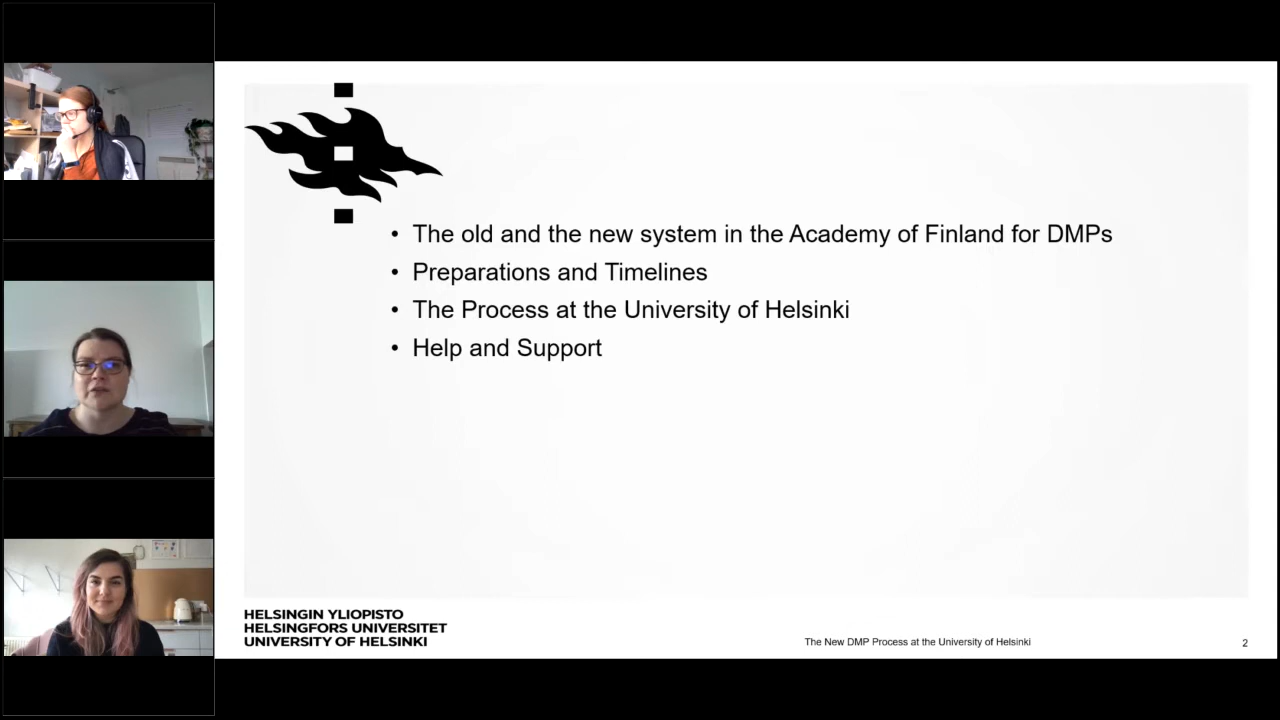 • The old and the new system in the Academy of Finland for DMPs
• Preparations and Timelines
• The Process at the University of Helsinki
• Help and Support
HELSINGIN YLIOPISTO
HELSINGFORS UNIVERSITET
UNIVERSITY OF HELSINKI
The New DMP Process at the University of Helsinki
2